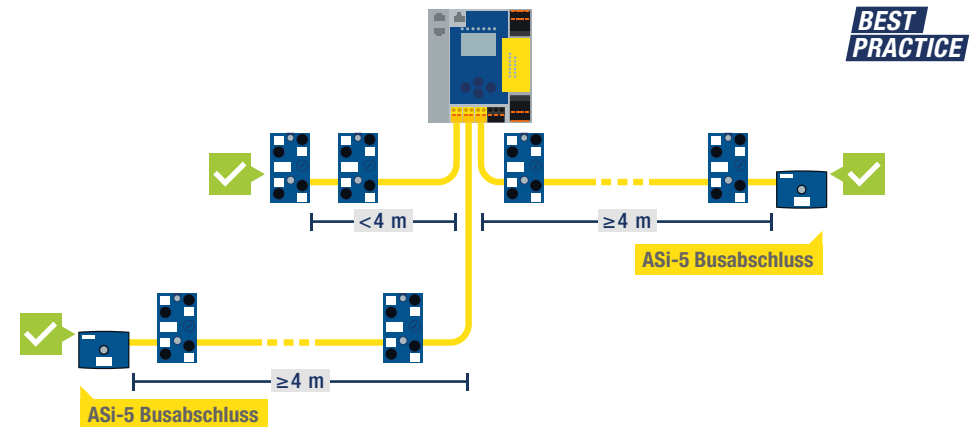 BEST
PRACTICE
<4 m
≥4 m
ASi-5 Busabschluss
≥4 m
ASi-5 Busabschluss